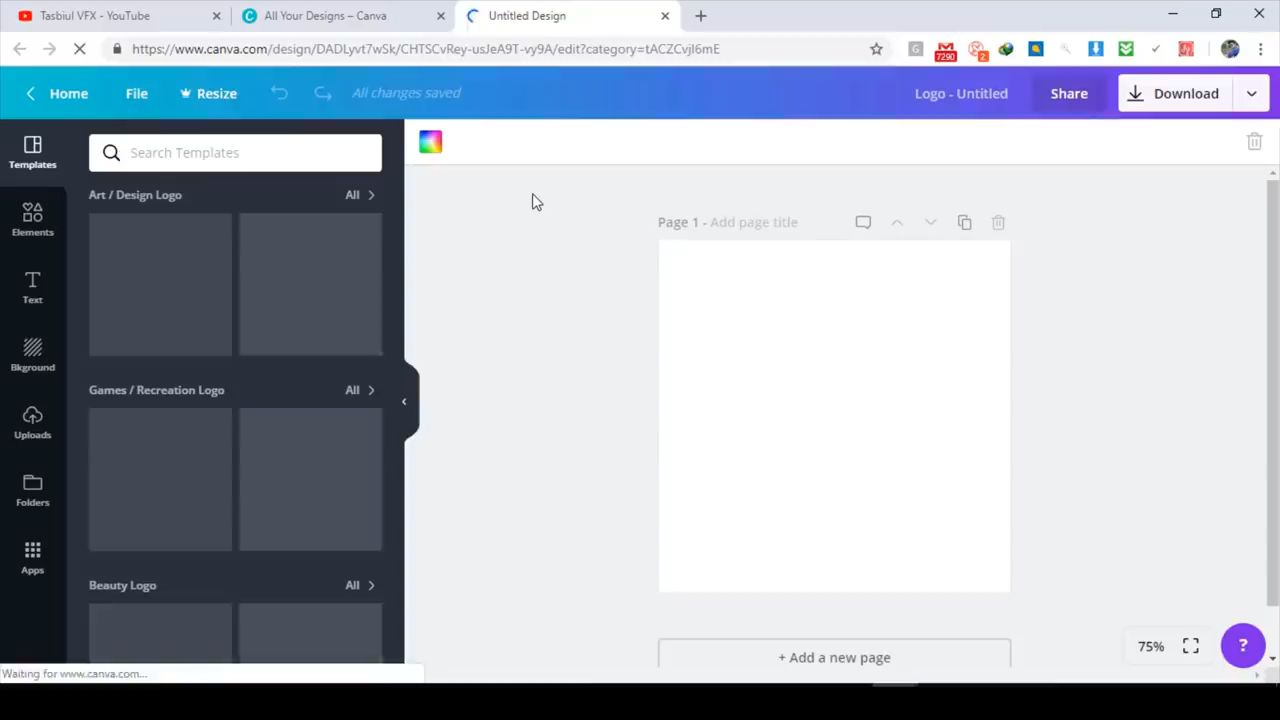 Tasbiul VFX - YouTube
All Your Designs – Canva
Untitled Design
https://www.canva.com/design/DADLyvt7wSk/CHTSCvRey-usJeA9T-vy9A/edit?category=tACZCvjI6mE
7290
2
Home
File
Resize
All changes saved
Logo - Untitled
Share
Download
Templates
Search Templates
Elements
Text
Bkground
Uploads
Folders
Apps
Art / Design Logo
All
Games / Recreation Logo
All
Beauty Logo
All
Page 1 - Add page title
+ Add a new page
75%
?
Waiting for www.canva.com...